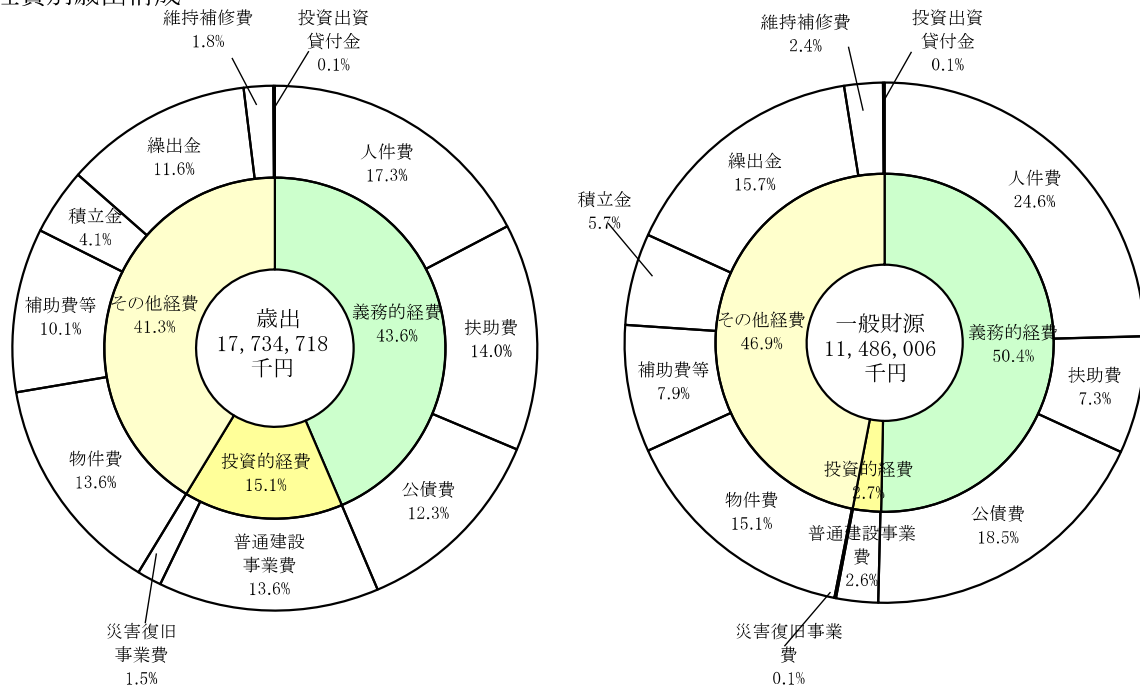 維持補修費
1.8%
投資出資
貸付金
0.1%
人件費
17.3%
扶助費
14.0%
公債費
12.3%
普通建設
事業費
13.6%
災害復旧
事業費
1.5%
物件費
13.6%
補助費等
10.1%
積立金
4.1%
繰出金
11.6%
その他経費
41.3%
義務的経費
43.6%
投資的経費
15.1%
歳出
17,734,718
千円
維持補修費
2.4%
投資出資
貸付金
0.1%
人件費
24.6%
扶助費
7.3%
公債費
18.5%
普通建設事業
費
2.6%
災害復旧事業
費
0.1%
物件費
15.1%
補助費等
7.9%
積立金
5.7%
繰出金
15.7%
その他経費
46.9%
義務的経費
50.4%
投資的経費
2.7%
一般財源
11,486,006
千円